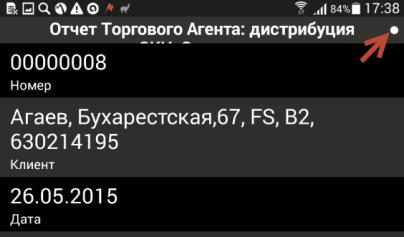 84% 17:38
Отчет Торгового Агента: дистрибуция
00000008
Номер
Агаев, Бухарестская,67, FS, B2,
630214195
Клиент
26.05.2015
Дата